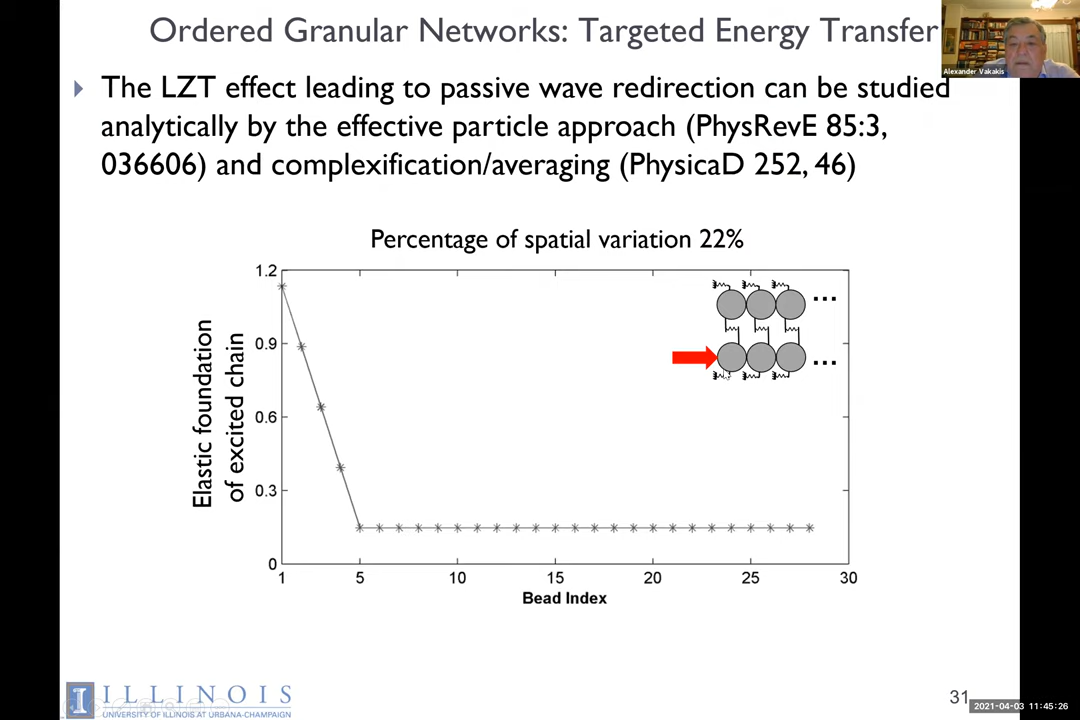 Ordered Granular Networks: Targeted Energy Transfer
Alexander Vakakis
The LZT effect leading to passive wave redirection can be studied
analytically by the effective particle approach (PhysRevE 85:3,
036606) and complexification/averaging (PhysicaD 252, 46)
Percentage of spatial variation 22%
Elastic foundation
of excited chain
1.2
0.9
0.6
0.3
0
...
...
1 5 10 15 20 25 30
Bead Index
I ILLINOIS
UNIVERSITY OF ILLINOIS AT URBANA-CHAMPAIGN
31
2021-04-03 11:45:26